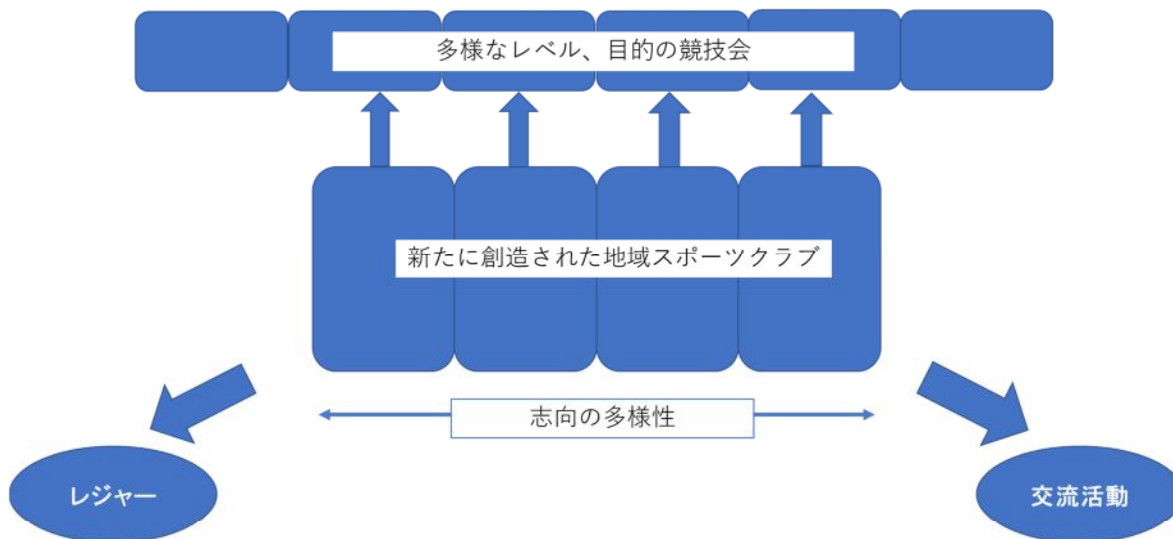 多様なレベル、目的の競技会
新たに創造された地域スポーツクラブ
志向の多様性
レジャー
交流活動